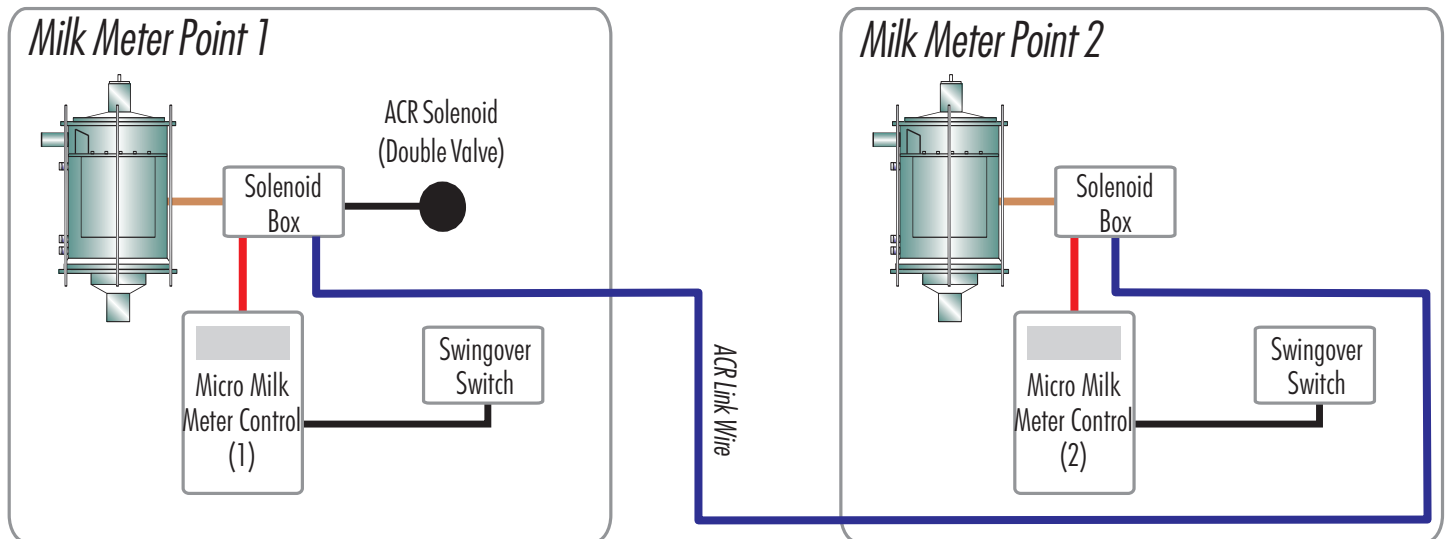 Milk Meter Point 1
ACR Solenoid
(Double Valve)
Solenoid
Box
Micro Milk
Meter Control
(1)
Swingover
Switch
ACR Link Wire
Milk Meter Point 2
Solenoid
Box
Micro Milk
Meter Control
(2)
Swingover
Switch